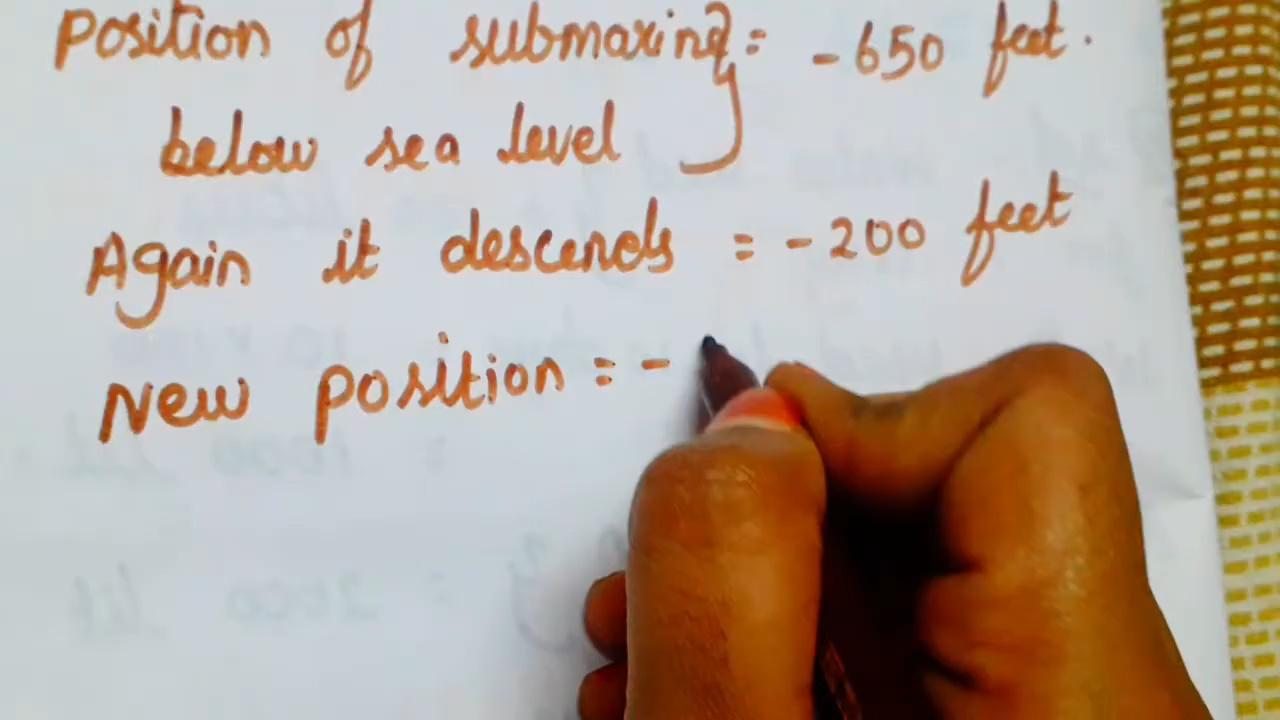 Position of submarine} = -650 feet.
below sea level
Again it descends = -200 feet
New position = -